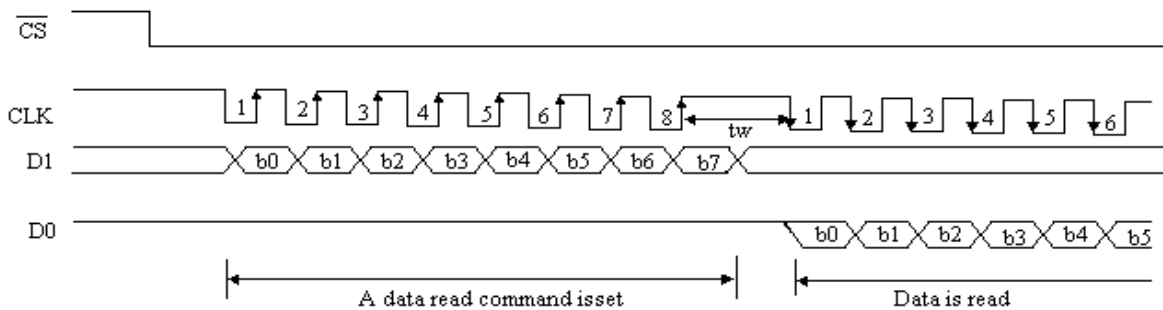 CS
CLK 1 2 3 4 5 6 7 8 tw 1 2 3 4 5 6
D1 b0 b1 b2 b3 b4 b5 b6 b7
D0 b0 b1 b2 b3 b4 b5
A data read command isset Data is read